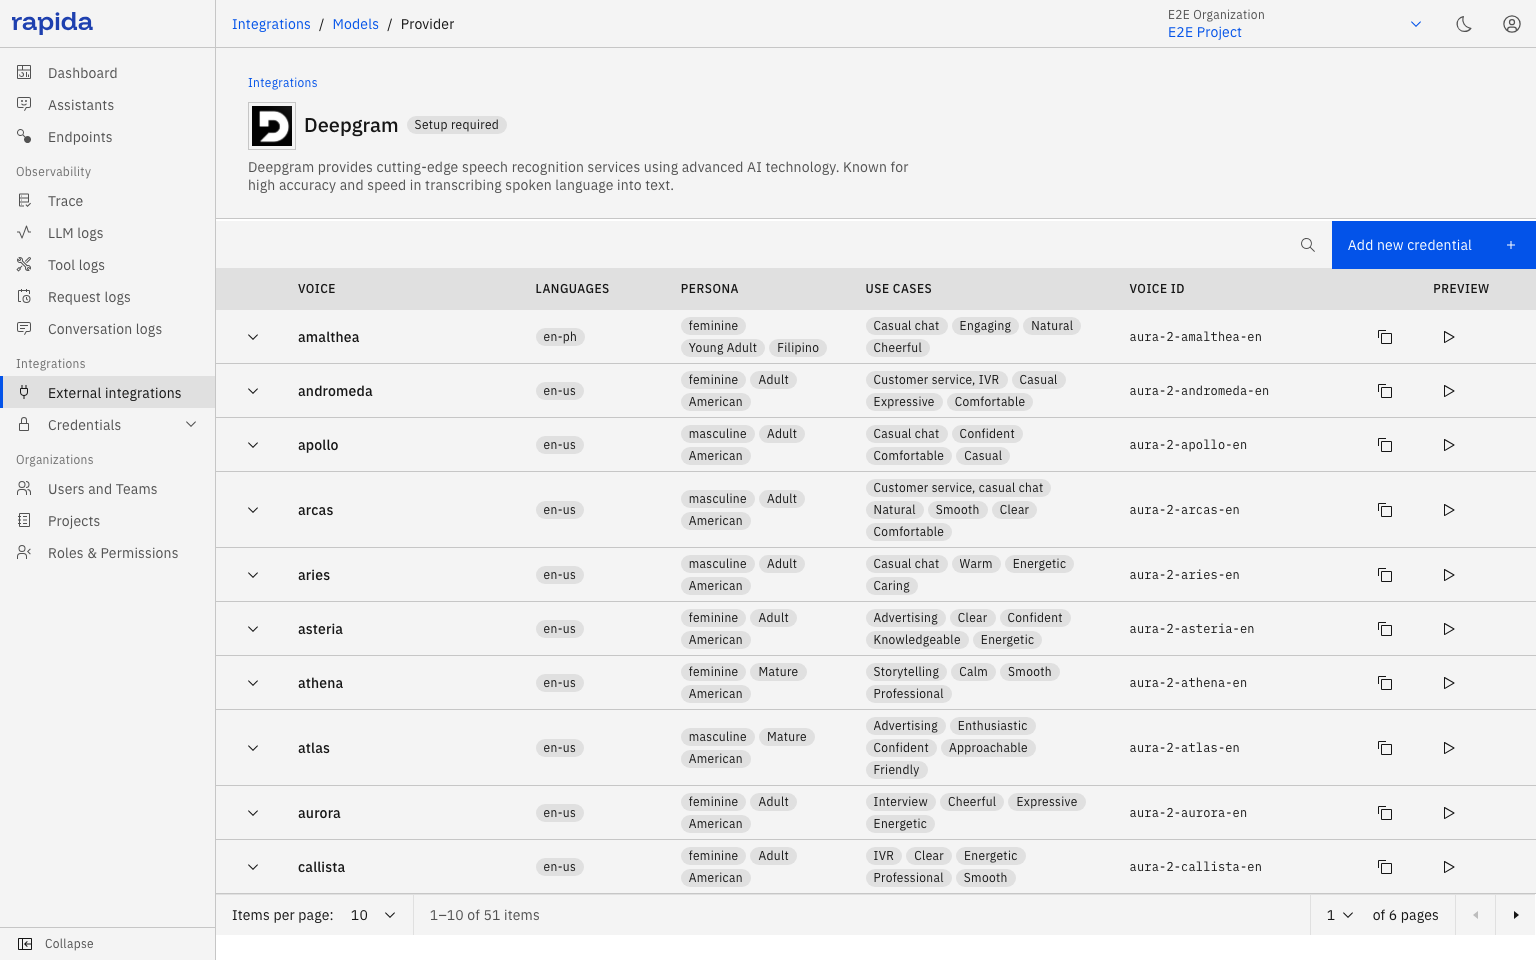 rapida
Integrations / Models / Provider
E2E Organization
E2E Project
Dashboard
Assistants
Endpoints
Observability
Trace
LLM logs
Tool logs
Request logs
Conversation logs
Integrations
External integrations
Credentials
Organizations
Users and Teams
Projects
Roles & Permissions
Collapse
Integrations
Deepgram Setup required
Deepgram provides cutting-edge speech recognition services using advanced AI technology. Known for
high accuracy and speed in transcribing spoken language into text.
Add new credential +
VOICE LANGUAGES PERSONA USE CASES VOICE ID PREVIEW
amalthea en-ph feminine Young Adult Filipino Casual chat Engaging Natural Cheerful aura-2-amalthea-en
andromeda en-us feminine Adult American Customer service, IVR Casual Expressive Comfortable aura-2-andromeda-en
apollo en-us masculine Adult American Casual chat Confident Comfortable Casual aura-2-apollo-en
arcas en-us masculine Adult American Customer service, casual chat Natural Smooth Clear Comfortable aura-2-arcas-en
aries en-us masculine Adult American Casual chat Warm Energetic Caring aura-2-aries-en
asteria en-us feminine Adult American Advertising Clear Confident Knowledgeable Energetic aura-2-asteria-en
athena en-us feminine Mature American Storytelling Calm Smooth Professional aura-2-athena-en
atlas en-us masculine Mature American Advertising Enthusiastic Confident Approachable Friendly aura-2-atlas-en
aurora en-us feminine Adult American Interview Cheerful Expressive Energetic aura-2-aurora-en
callista en-us feminine Adult American IVR Clear Energetic Professional Smooth aura-2-callista-en
Items per page: 10 1–10 of 51 items 1 of 6 pages